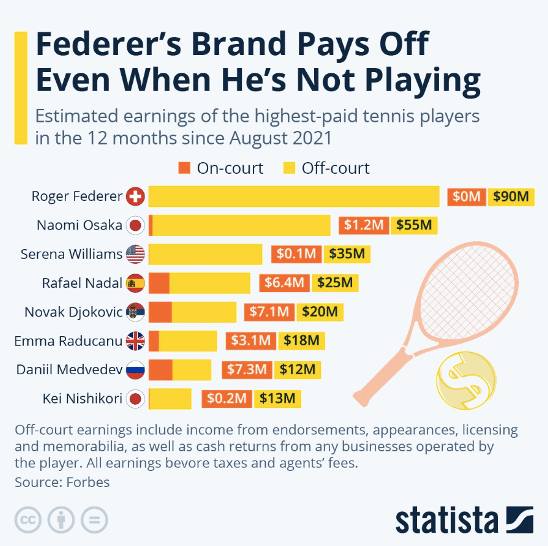 Federer's Brand Pays Off
Even When He's Not Playing
Estimated earnings of the highest-paid tennis players
in the 12 months since August 2021
On-court Off-court
Roger Federer $0M $90M
Naomi Osaka $1.2M $55M
Serena Williams $0.1M $35M
Rafael Nadal $6.4M $25M
Novak Djokovic $7.1M $20M
Emma Raducanu $3.1M $18M
Daniil Medvedev $7.3M $12M
Kei Nishikori $0.2M $13M
Off-court earnings include income from endorsements, appearances, licensing
and memorabilia, as well as cash returns from any businesses operated by
the player. All earnings bevore taxes and agents' fees.
Source: Forbes
cc
statista